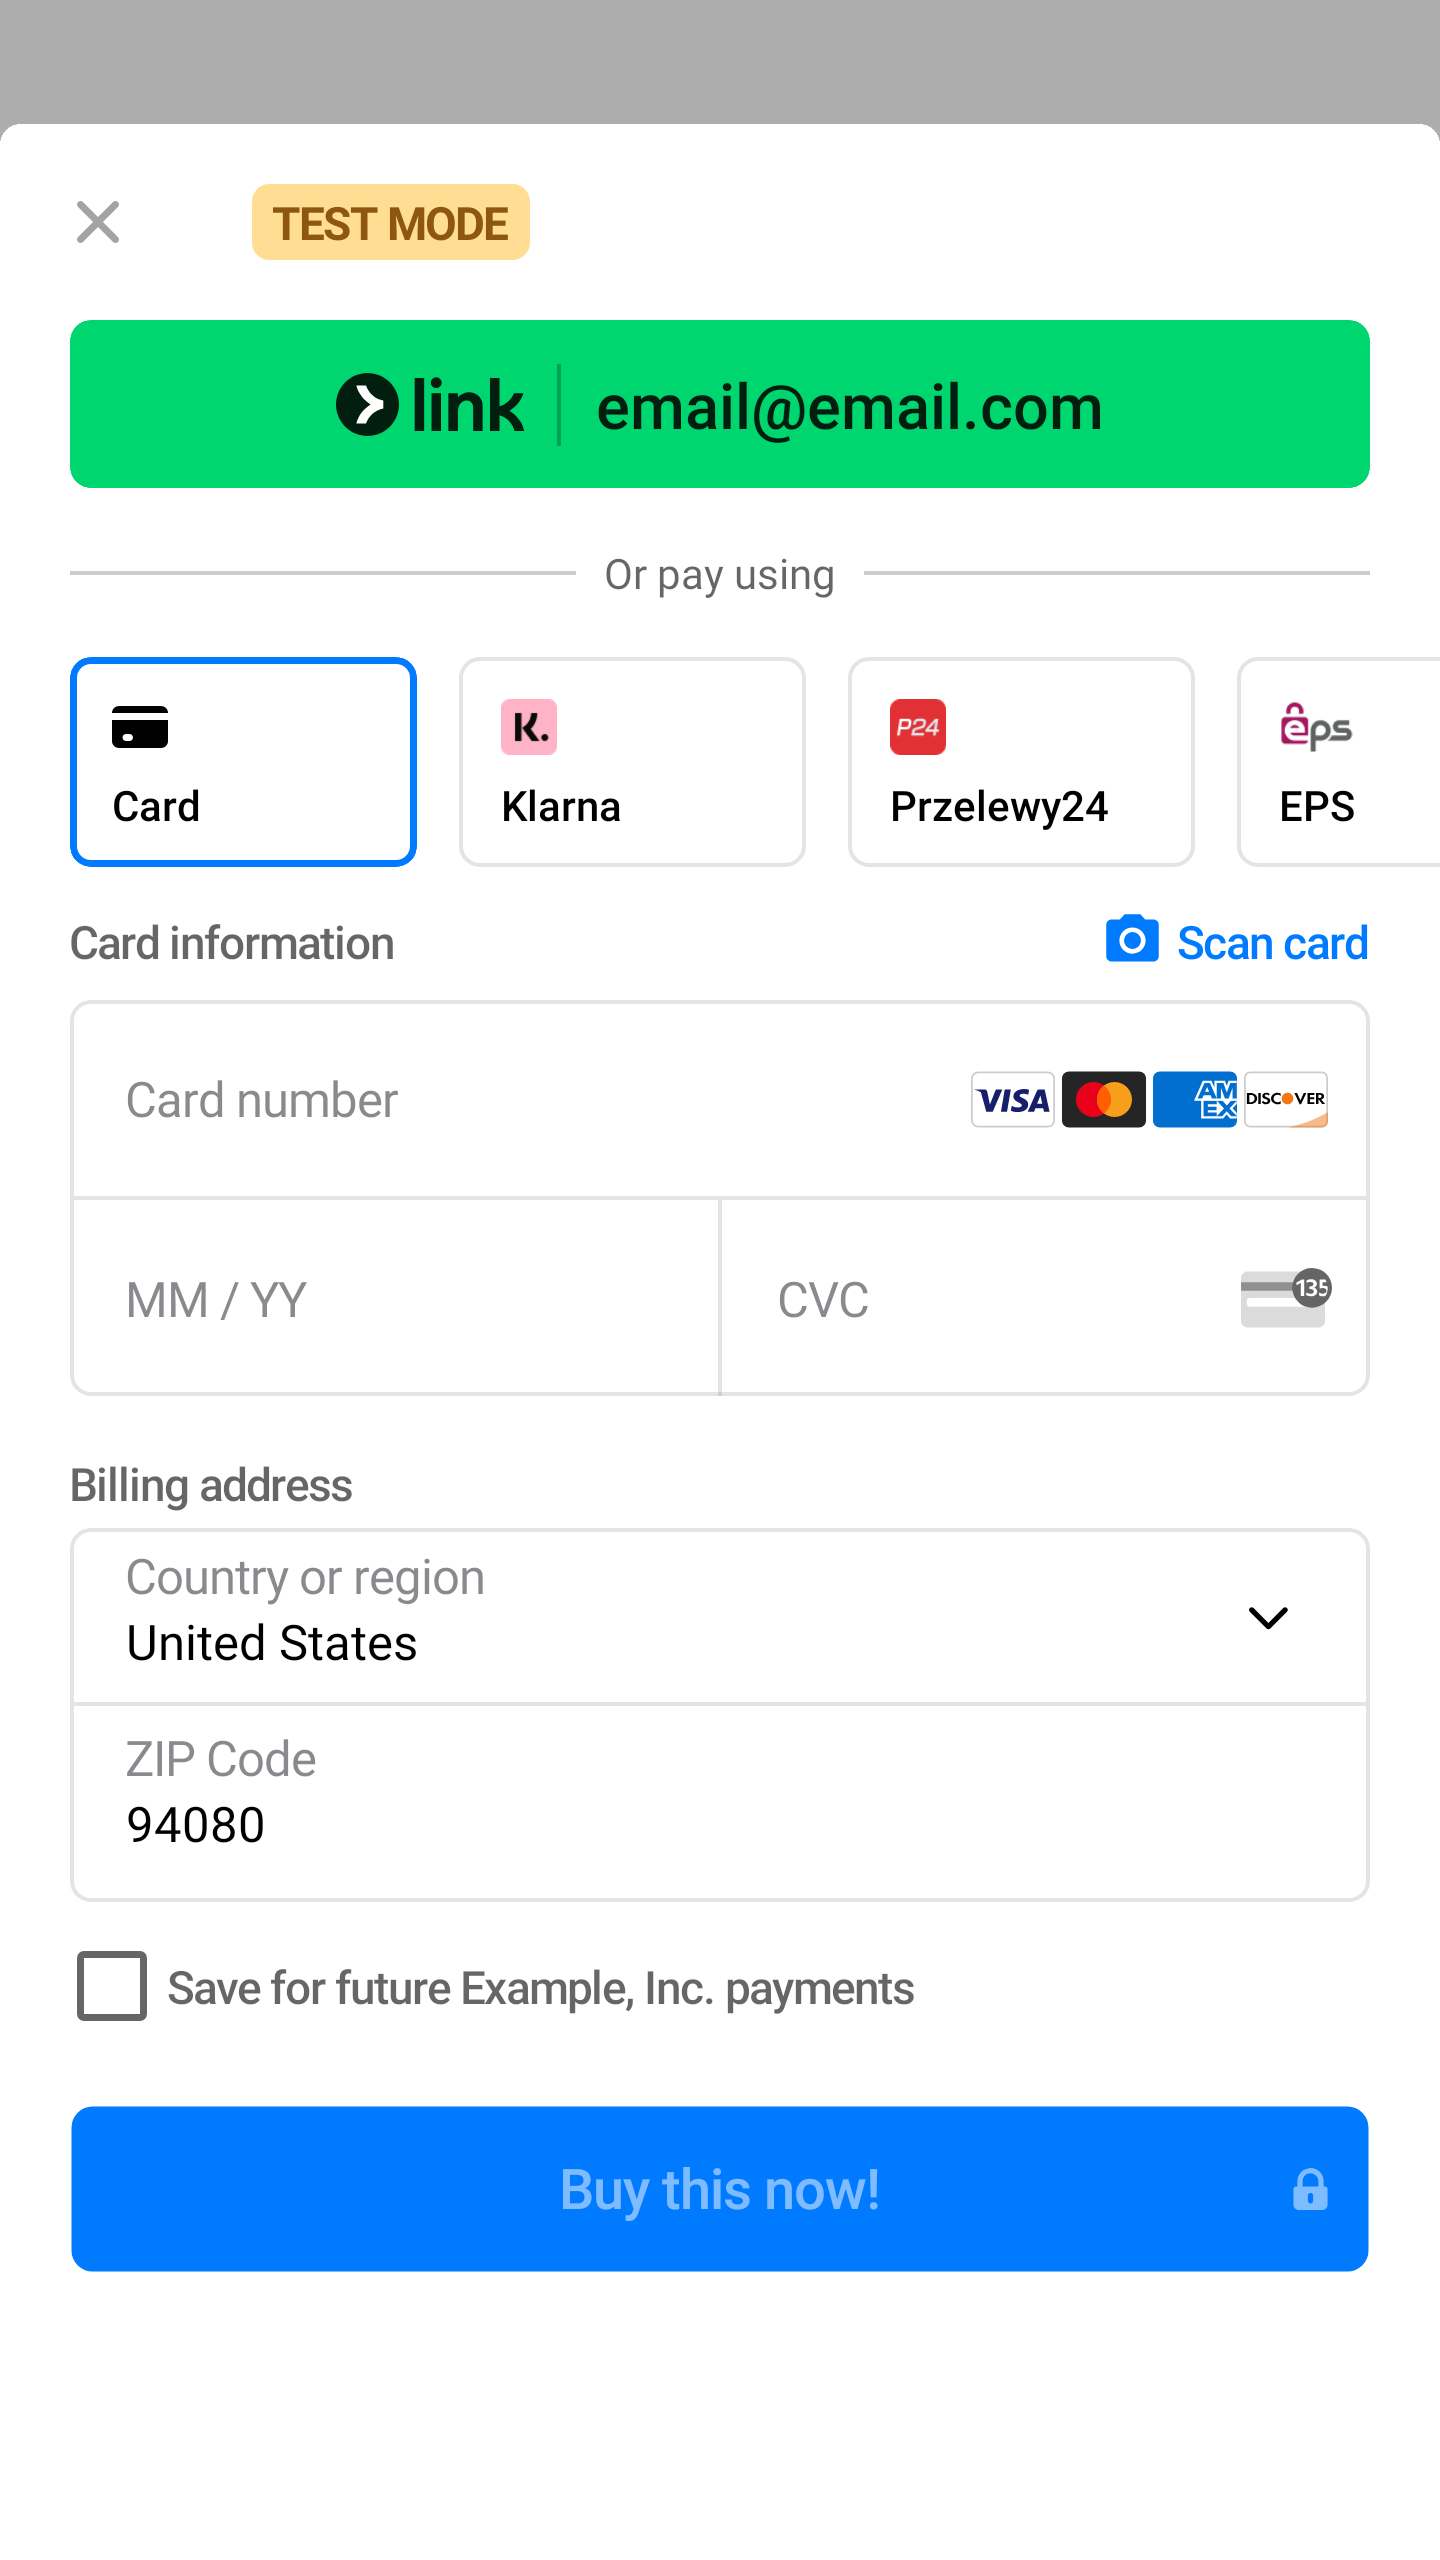 TEST MODE
link email@email.com
Or pay using
K. P24 eps
Card Klarna Przelewy24 EPS
Card information Scan card
Card number VISA AM EX DISCOVER
MM / YY CVC 135
Billing address
Country or region
United States
ZIP Code
94080
Save for future Example, Inc. payments
Buy this now!